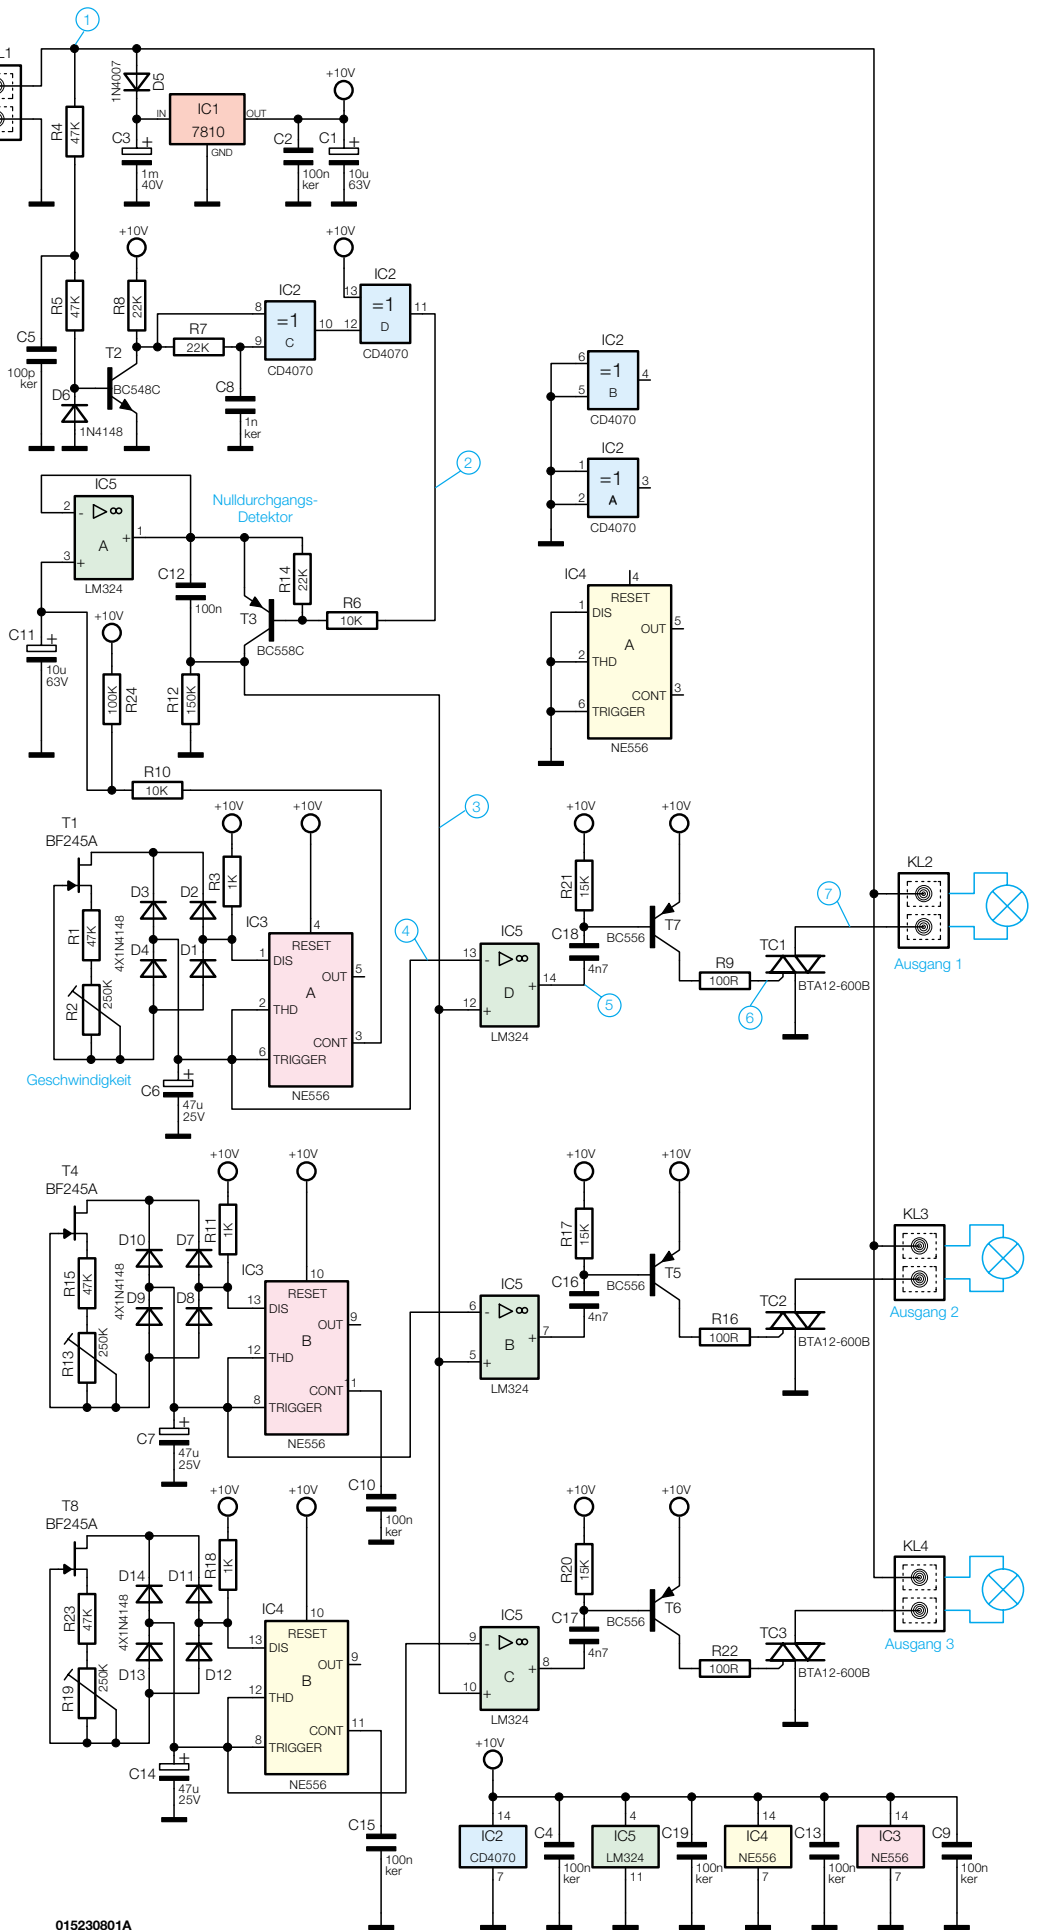 1
L1
1N4007
D5
+10V
IN
IC1
7810
OUT
GND
R4
47K
C3
+
1m
40V
C2
100n
ker
C1
+
10u
63V
+10V
+10V
R5
47K
R8
22K
C5
100p
ker
T2
BC548C
D6
1N4148
R7
22K
C8
1n
ker
IC2
8
9
=1
C
10
CD4070
IC2
13
12
=1
D
11
CD4070
IC2
6
5
=1
B
4
CD4070
IC2
1
2
=1
A
3
CD4070
2
IC5
2
3
-
+
▷∞
A
+
1
LM324
Nulldurchgangs-
Detektor
C12
100n
R14
22K
T3
BC558C
R6
10K
C11
+
10u
63V
+10V
100K
R24
R12
150K
R10
10K
IC4
4
RESET
1
DIS
OUT
5
A
2
THD
CONT
3
6
TRIGGER
NE556
3
T1
BF245A
+10V
+10V
R3
1K
D3
D2
D4
D1
4X1N4148
R1
47K
R2
250K
Geschwindigkeit
C6
+
47u
25V
IC3
4
RESET
1
DIS
OUT
5
A
2
THD
CONT
3
6
TRIGGER
NE556
4
IC5
13
12
-
+
▷∞
D
+
14
LM324
+10V
+10V
R21
15K
C18
4n7
5
BC556
T7
R9
100R
6
TC1
BTA12-600B
7
KL2
Ausgang 1
T4
BF245A
+10V
+10V
R11
1K
D10
D7
D9
D8
4X1N4148
R15
47K
R13
250K
C7
+
47u
25V
IC3
10
RESET
13
DIS
OUT
9
B
12
THD
CONT
11
8
TRIGGER
NE556
C10
100n
ker
IC5
6
5
-
+
▷∞
B
+
7
LM324
+10V
+10V
R17
15K
C16
4n7
BC556
T5
R16
100R
TC2
BTA12-600B
KL3
Ausgang 2
T8
BF245A
+10V
+10V
R18
1K
D14
D11
D13
D12
4X1N4148
R23
47K
R19
250K
C14
+
47u
25V
IC4
10
RESET
13
DIS
OUT
9
B
12
THD
CONT
11
8
TRIGGER
NE556
C15
100n
ker
IC5
9
10
-
+
▷∞
C
+
8
LM324
+10V
+10V
R20
15K
C17
4n7
BC556
T6
R22
100R
TC3
BTA12-600B
KL4
Ausgang 3
+10V
14
IC2
CD4070
7
C4
100n
ker
4
IC5
LM324
11
C19
100n
ker
14
IC4
NE556
7
C13
100n
ker
14
IC3
NE556
7
C9
100n
ker
015230801A